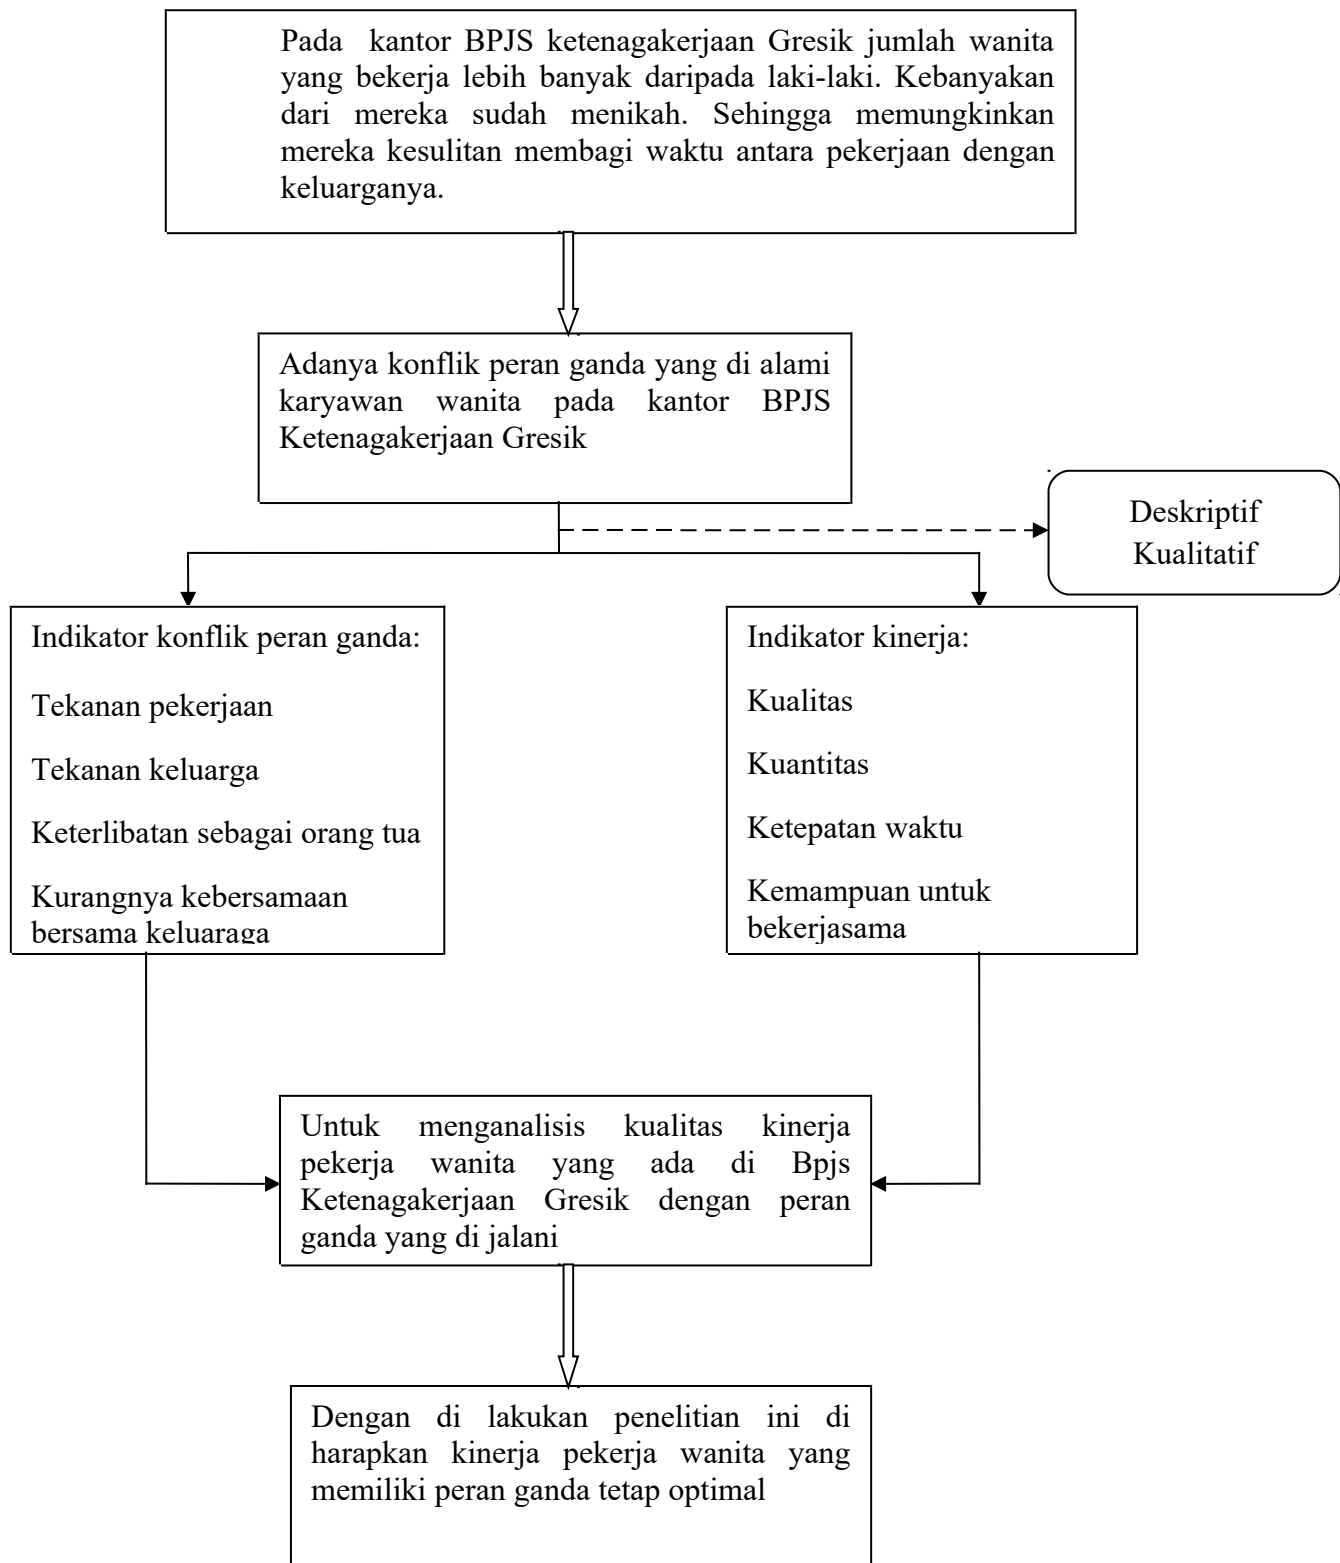 Pada kantor BPJS ketenagakerjaan Gresik jumlah wanita
yang bekerja lebih banyak daripada laki-laki. Kebanyakan
dari mereka sudah menikah. Sehingga memungkinkan
mereka kesulitan membagi waktu antara pekerjaan dengan
keluarganya.
Adanya konflik peran ganda yang di alami
karyawan wanita pada kantor BPJS
Ketenagakerjaan Gresik
Deskriptif
Kualitatif
Indikator konflik peran ganda:
Tekanan pekerjaan
Tekanan keluarga
Keterlibatan sebagai orang tua
Kurangnya kebersamaan
bersama keluaraga
Indikator kinerja:
Kualitas
Kuantitas
Ketepatan waktu
Kemampuan untuk
bekerjasama
Untuk menganalisis kualitas kinerja
pekerja wanita yang ada di Bpjs
Ketenagakerjaan Gresik dengan peran
ganda yang di jalani
Dengan di lakukan penelitian ini di
harapkan kinerja pekerja wanita yang
memiliki peran ganda tetap optimal